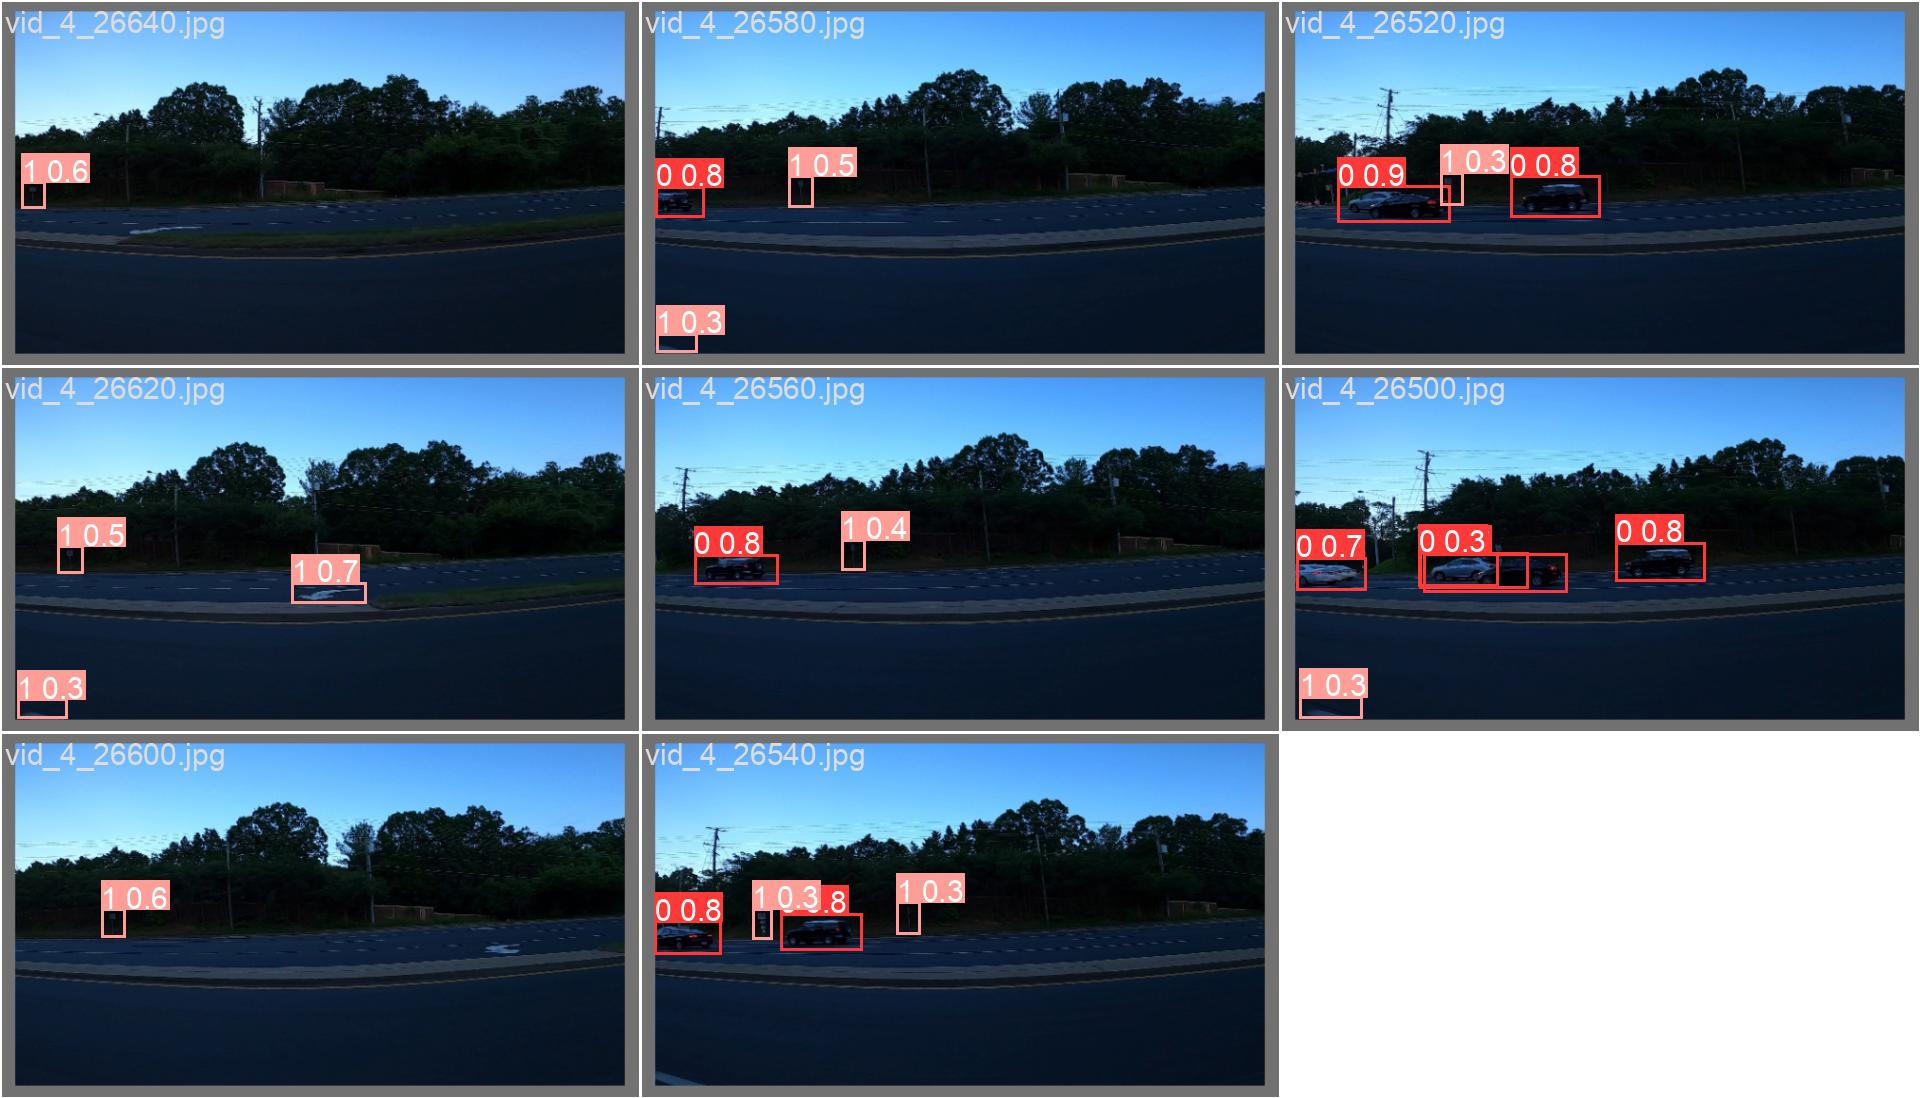 vid_4_26640.jpg
1 0.6
vid_4_26580.jpg
0 0.8
1 0.5
1 0.3
vid_4_26520.jpg
0 0.9
1 0.3
0 0.8
vid_4_26620.jpg
1 0.5
1 0.7
1 0.3
vid_4_26560.jpg
0 0.8
1 0.4
vid_4_26500.jpg
0 0.7
0 0.3
0 0.8
1 0.3
vid_4_26600.jpg
1 0.6
vid_4_26540.jpg
0 0.8
1 0.3
.8
1 0.3